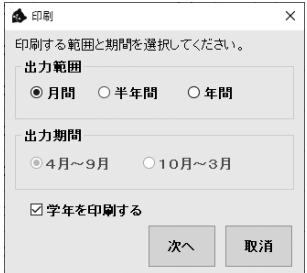 印刷
印刷する範囲と期間を選択してください。
出力範囲
月間 半年間 年間
出力期間
4月～9月 10月～3月
学年を印刷する
次へ 取消